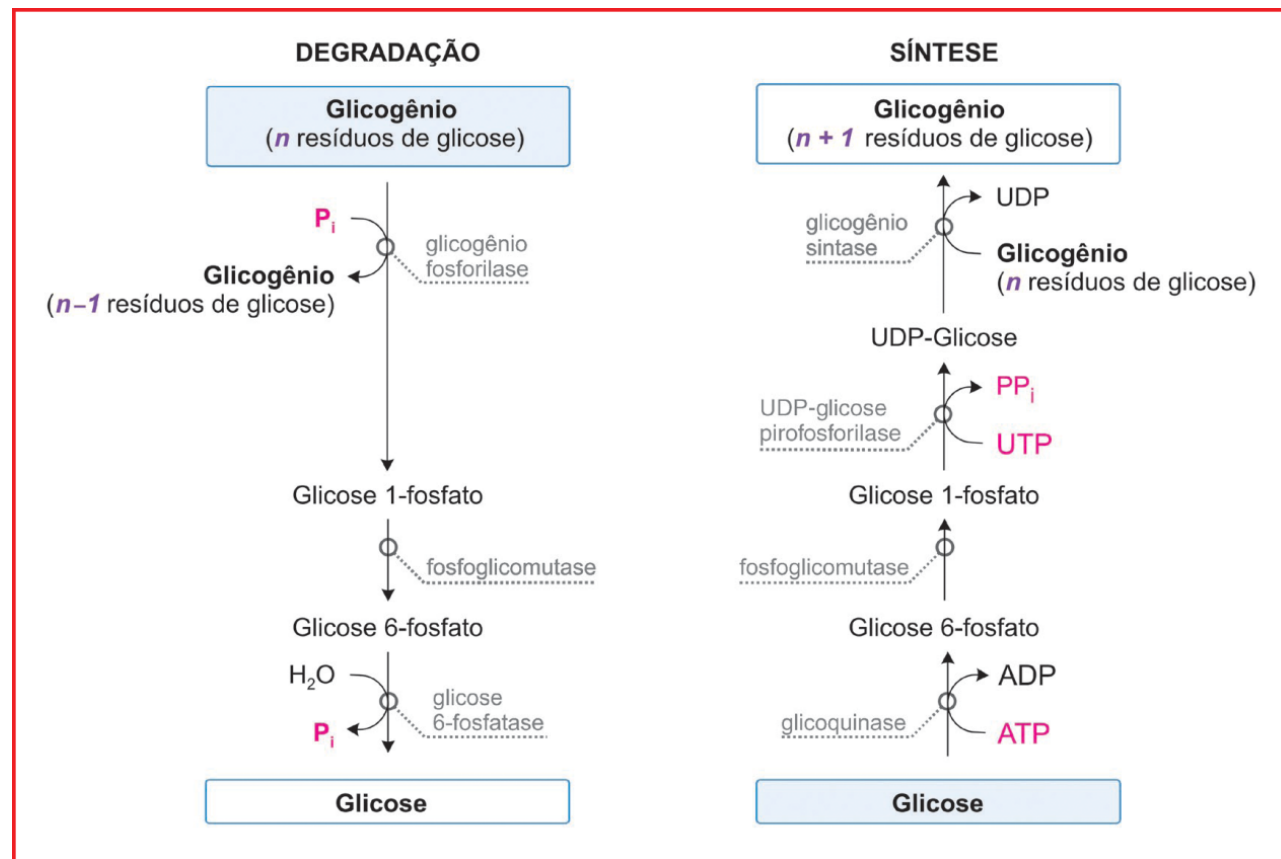 DEGRADAÇÃO
Glicogênio
(n resíduos de glicose)
Pi
glicogênio
fosforilase
Glicogênio
(n–1 resíduos de glicose)
Glicose 1-fosfato
fosfoglicomutase
Glicose 6-fosfato
H2O
glicose
6-fosfatase
Pi
Glicose
SÍNTESE
Glicogênio
(n + 1 resíduos de glicose)
UDP
glicogênio
sintase
Glicogênio
(n resíduos de glicose)
UDP-Glicose
PPi
UDP-glicose
pirofosforilase
UTP
Glicose 1-fosfato
fosfoglicomutase
Glicose 6-fosfato
ADP
glicoquinase
ATP
Glicose